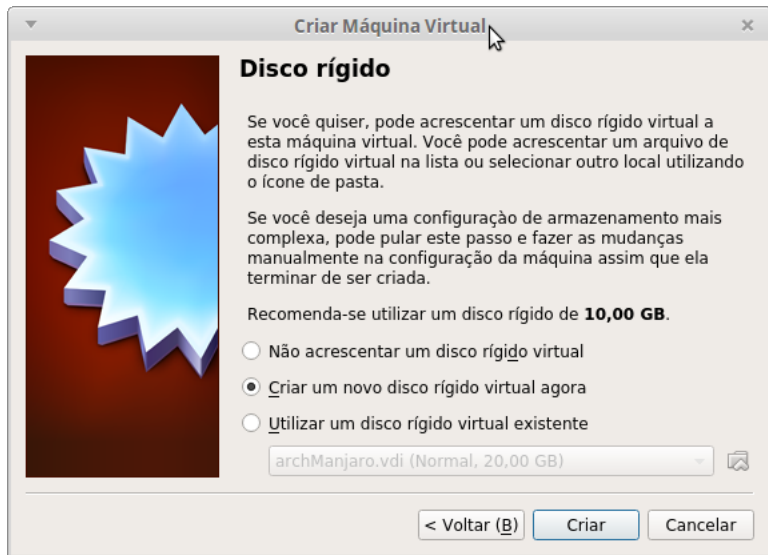 Criar Máquina Virtual
Disco rígido
Se você quiser, pode acrescentar um disco rígido virtual a
esta máquina virtual. Você pode acrescentar um arquivo de
disco rígido virtual na lista ou selecionar outro local utilizando
o ícone de pasta.
Se você deseja uma configuraçào de armazenamento mais
complexa, pode pular este passo e fazer as mudanças
manualmente na configuração da máquina assim que ela
terminar de ser criada.
Recomenda-se utilizar um disco rígido de 10,00 GB.
Não acrescentar um disco rígido virtual
Criar um novo disco rígido virtual agora
Utilizar um disco rígido virtual existente
archManjaro.vdi (Normal, 20,00 GB)
< Voltar (B) Criar Cancelar